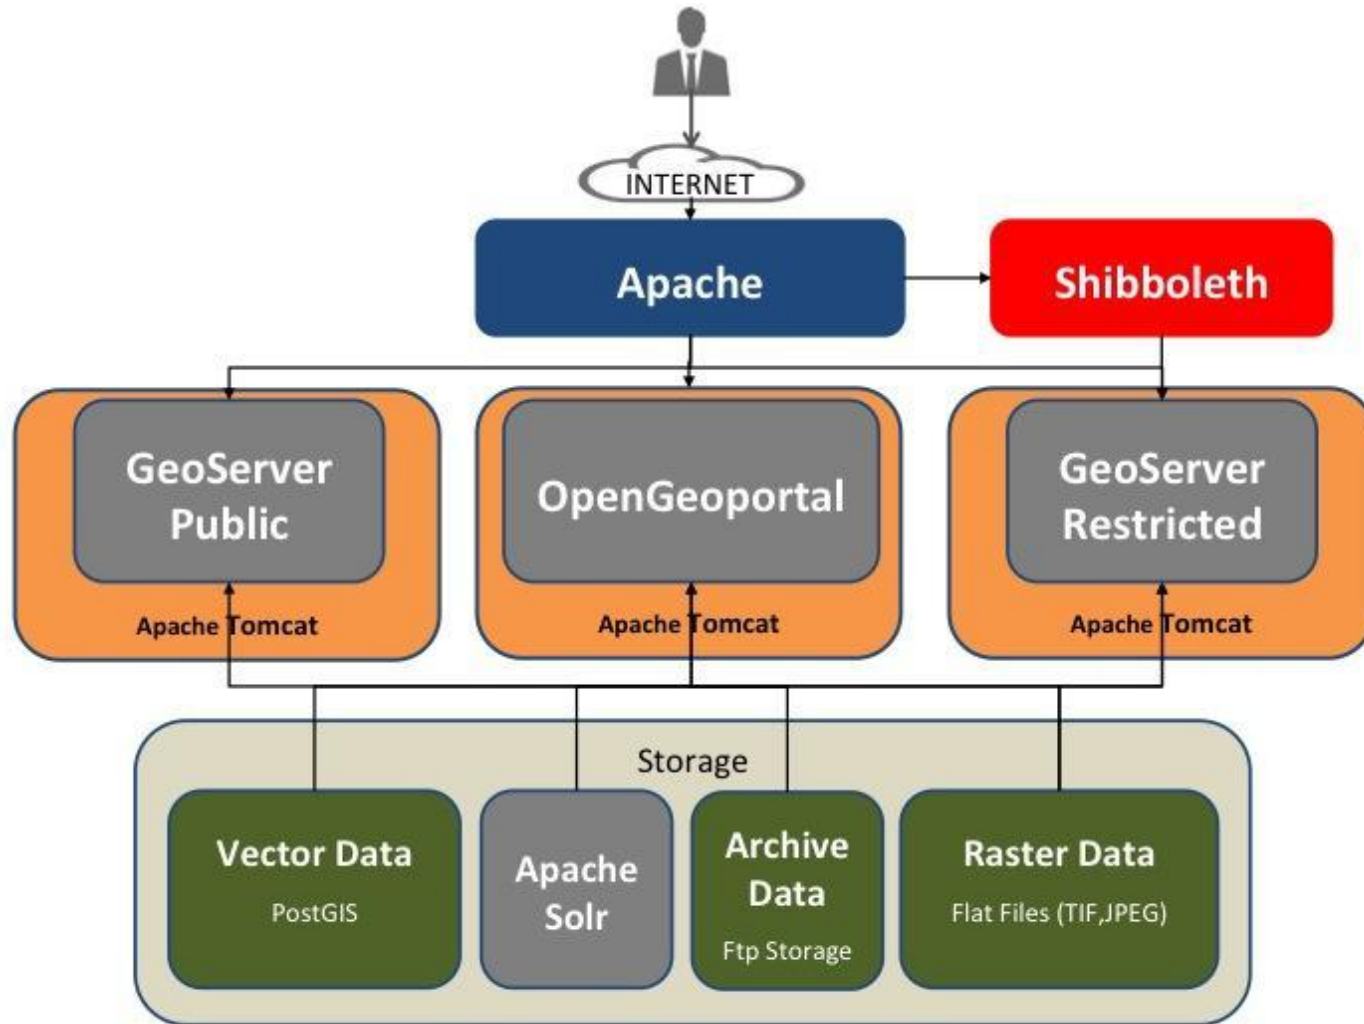 INTERNET
Apache
Shibboleth
GeoServer
Public
Apache Tomcat
OpenGeoportal
Apache Tomcat
GeoServer
Restricted
Apache Tomcat
Storage
Vector Data
PostGIS
Apache
Solr
Archive
Data
Ftp Storage
Raster Data
Flat Files (TIF,JPEG)